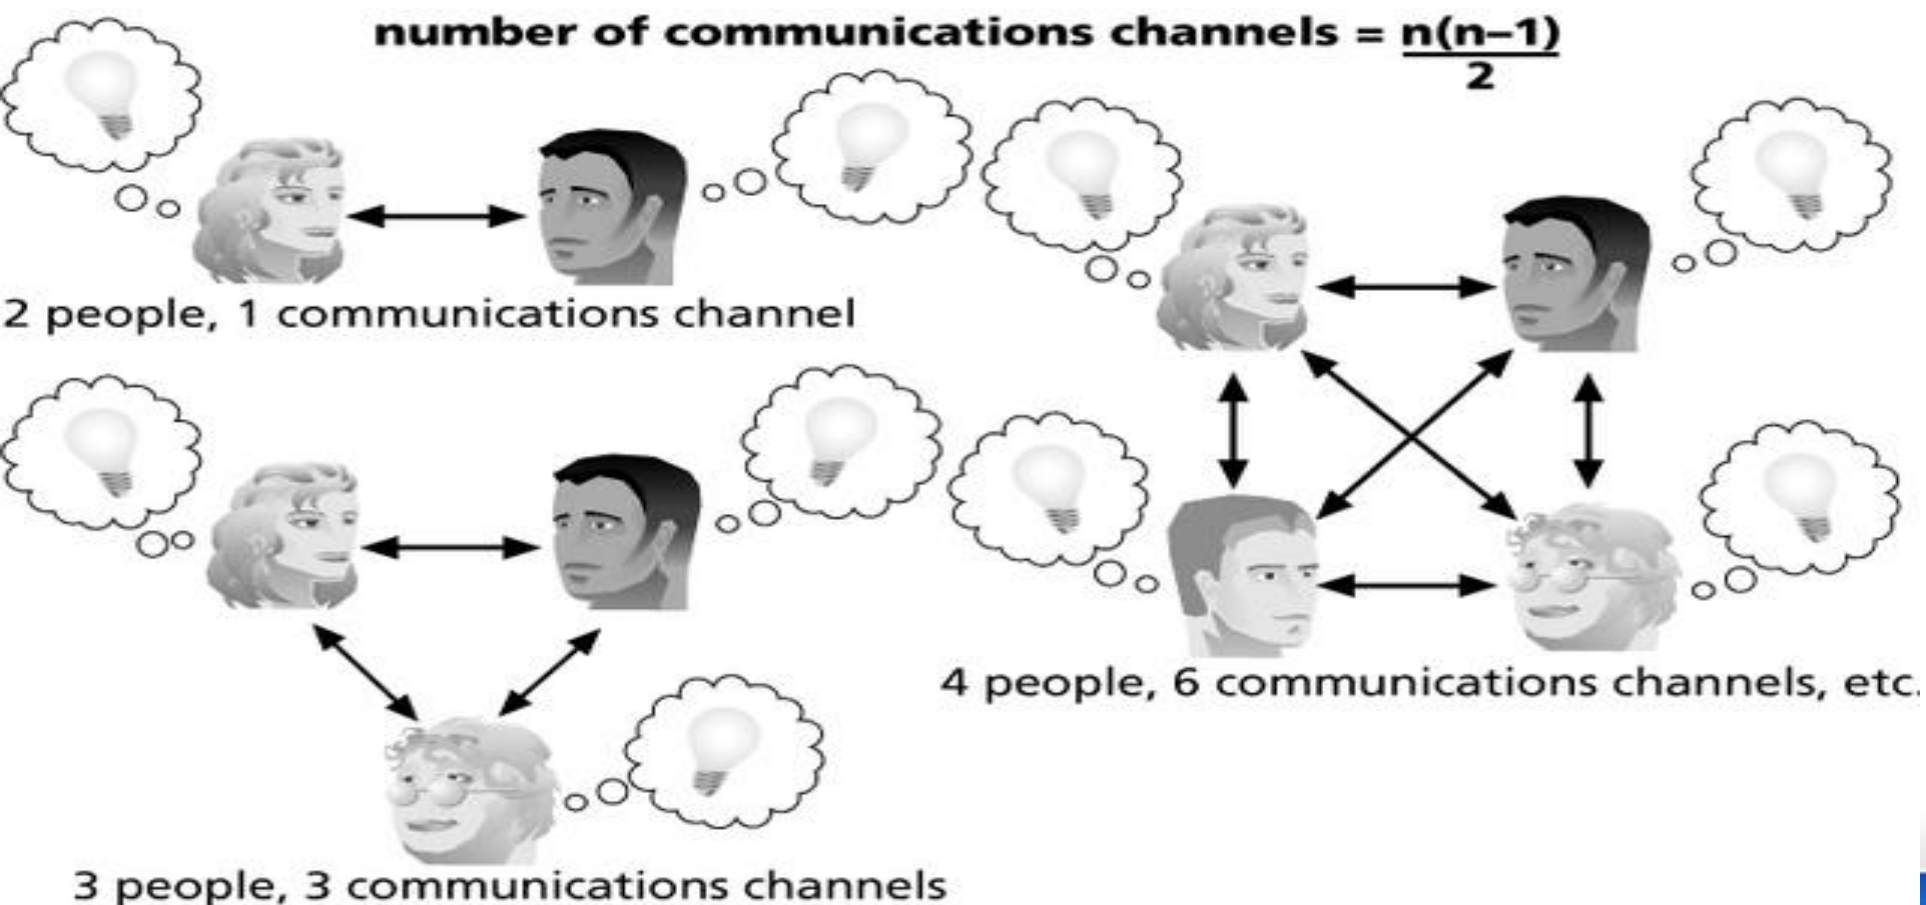 number of communications channels = n(n–1)
2
2 people, 1 communications channel
4 people, 6 communications channels, etc.
3 people, 3 communications channels